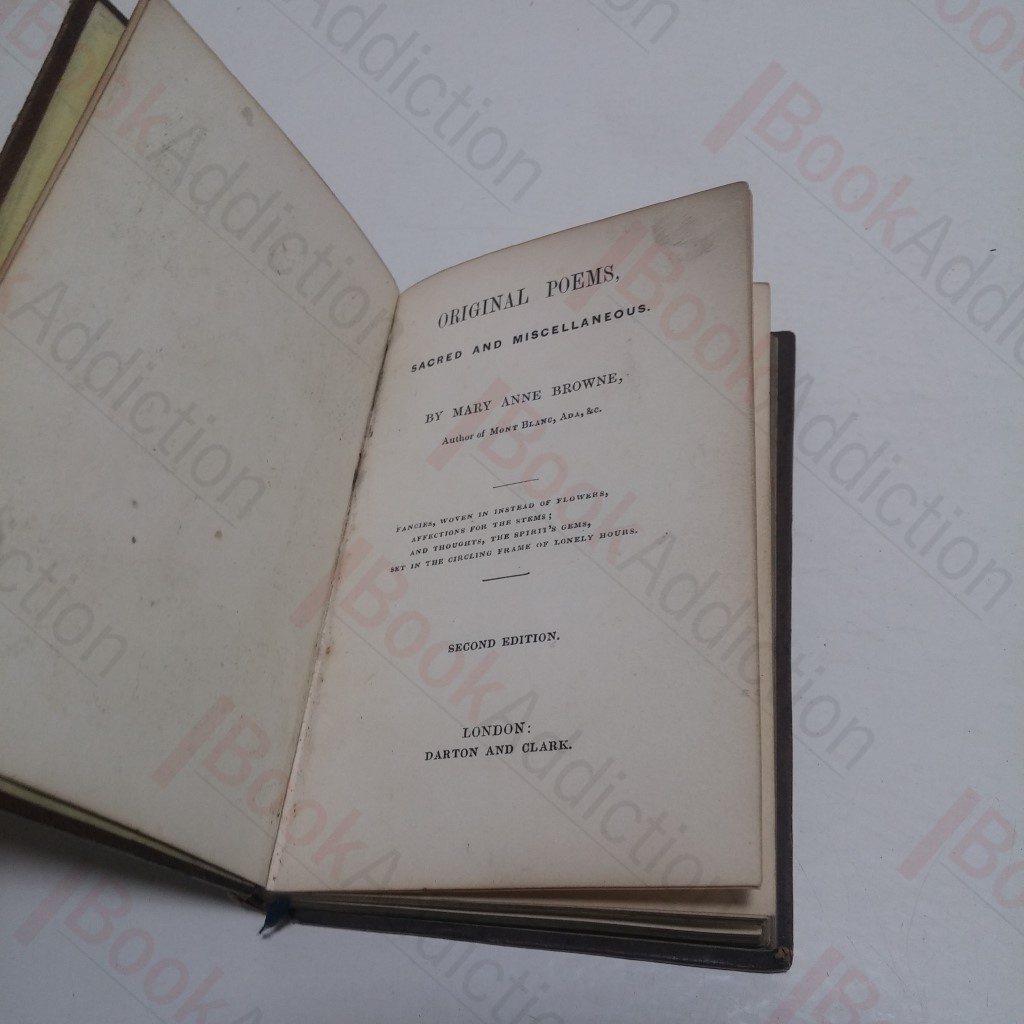 ORIGINAL POEMS,
SACRED AND MISCELLANEOUS.
BY MARY ANNE BROWNE,
Author of MONT BLANC, ADA, &c.
FANCIES, WOVEN IN INSTEAD OF FLOWERS,
AFFECTIONS FOR THE STEMS;
AND THOUGHTS, THE SPIRIT'S GEMS,
SET IN THE CIRCLING FRAME OF LONELY HOURS.
SECOND EDITION.
LONDON:
DARTON AND CLARK.
BookAddiction